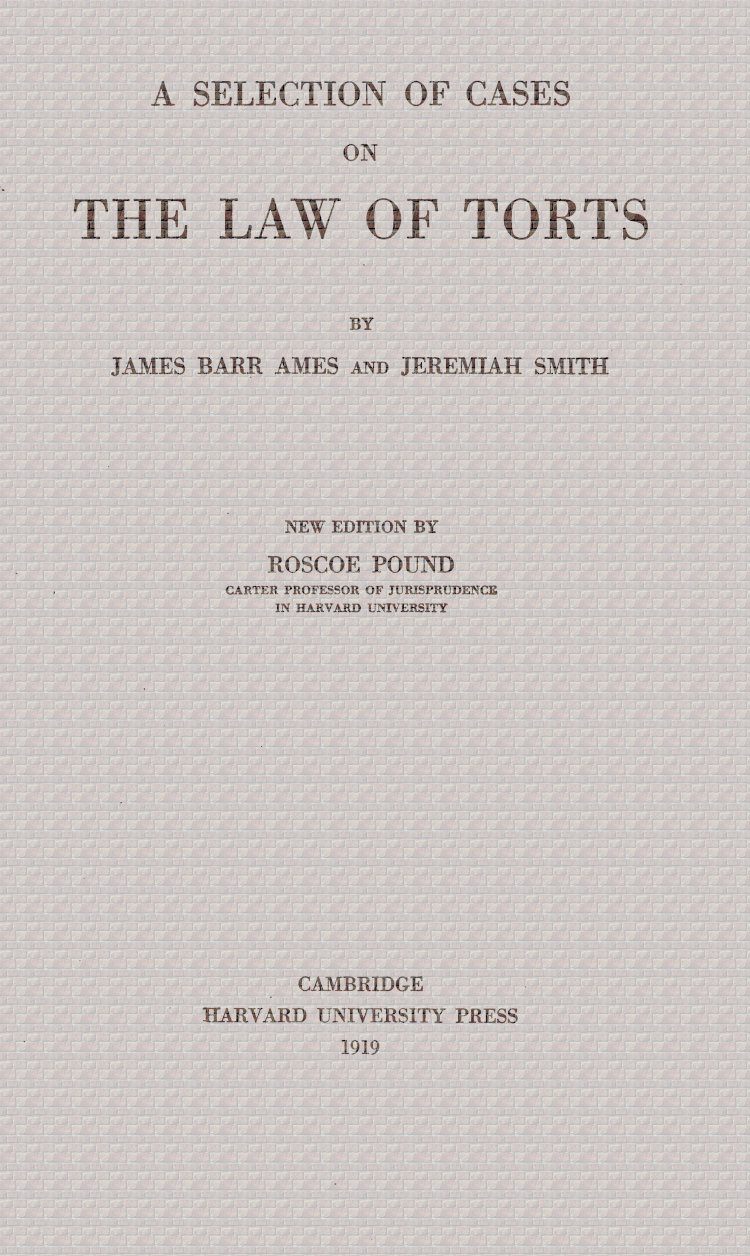 A SELECTION OF CASES
ON
THE LAW OF TORTS
BY
JAMES BARR AMES AND JEREMIAH SMITH
NEW EDITION BY
ROSCOE POUND
CARTER PROFESSOR OF JURISPRUDENCE
IN HARVARD UNIVERSITY
CAMBRIDGE
HARVARD UNIVERSITY PRESS
1919